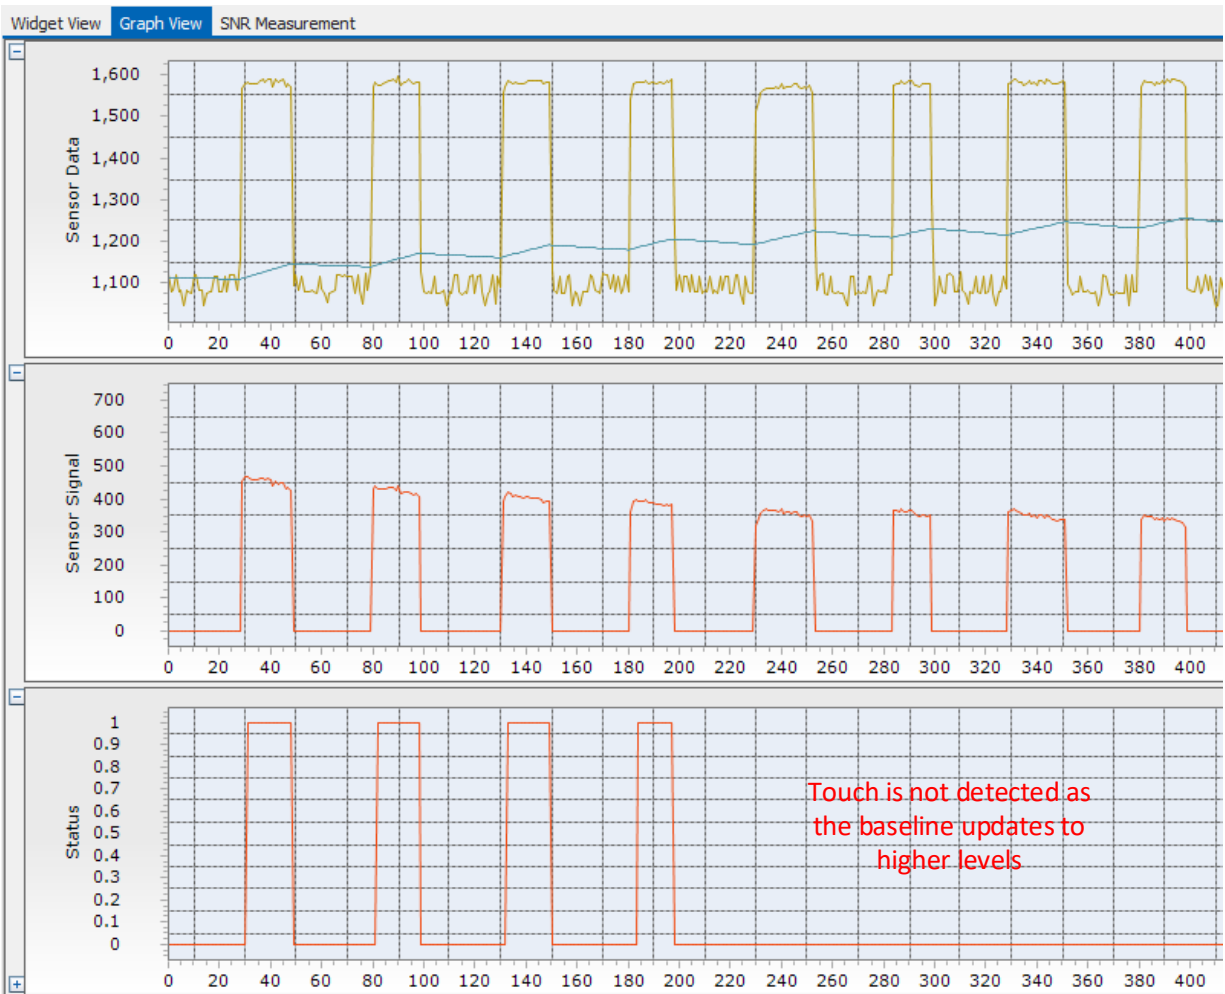 Widget View Graph View SNR Measurement
Sensor Data
1,600
1,500
1,400
1,300
1,200
1,100
0 20 40 60 80 100 120 140 160 180 200 220 240 260 280 300 320 340 360 380 400
Sensor Signal
700
600
500
400
300
200
100
0
0 20 40 60 80 100 120 140 160 180 200 220 240 260 280 300 320 340 360 380 400
Status
1
0.9
0.8
0.7
0.6
0.5
0.4
0.3
0.2
0.1
0
Touch is not detected as
the baseline updates to
higher levels
0 20 40 60 80 100 120 140 160 180 200 220 240 260 280 300 320 340 360 380 400